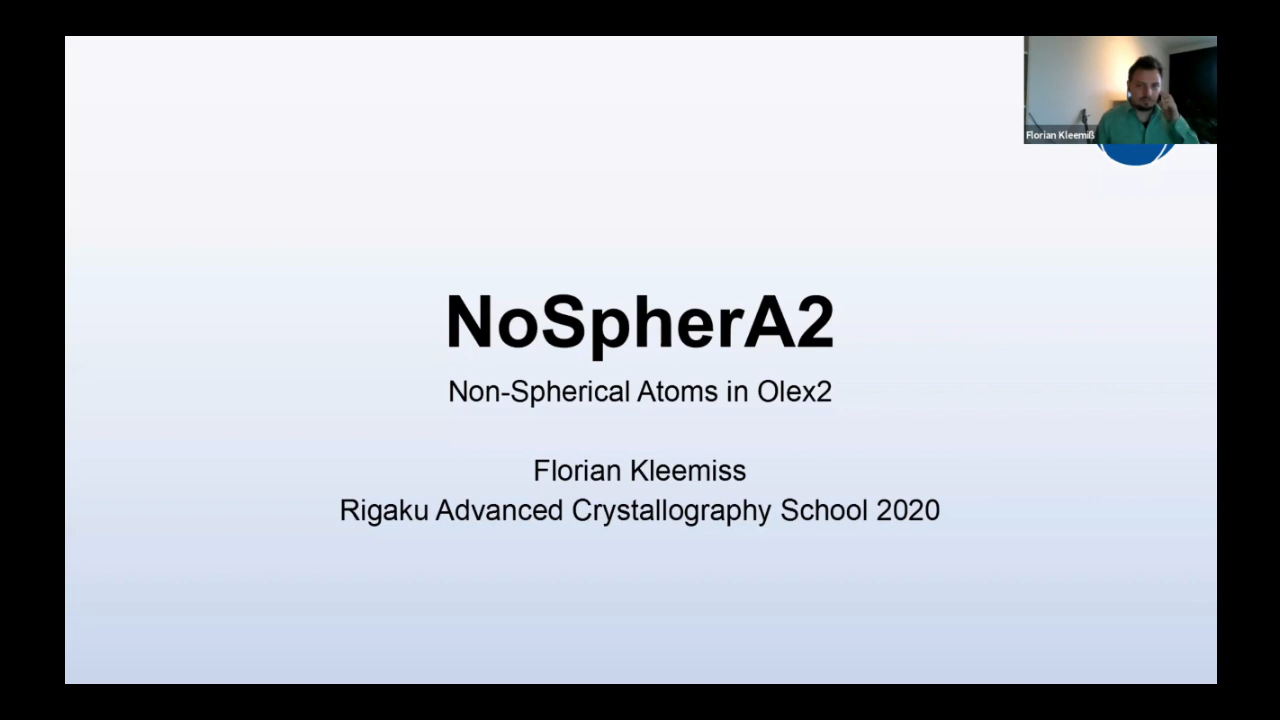 Florian Kleemiß
NoSpherA2
Non-Spherical Atoms in Olex2
Florian Kleemiss
Rigaku Advanced Crystallography School 2020